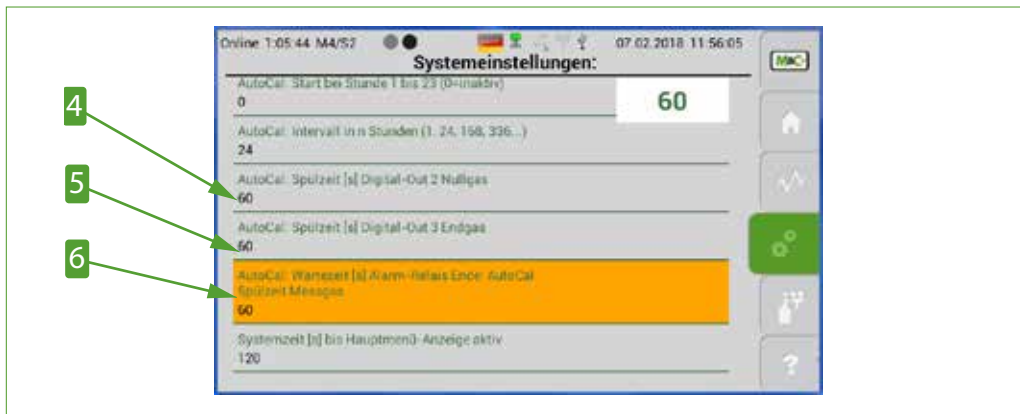 Online 1:05:44 M4/S2 07.02.2018 11:56:05
Systemeinstellungen:
MAC
AutoCal: Start bei Stunde 1 bis 23 (0=inaktiv)
0
60
AutoCal: Intervall in n Stunden (1, 24, 168, 336...)
24
4
AutoCal: Spülzeit [s] Digital-Out 2 Nullgas
60
5
AutoCal: Spülzeit [s] Digital-Out 3 Endgas
60
6
AutoCal: Wartezeit [s] Alarm-Relais Ende: AutoCal
Spülzeit Messgas
60
Systemzeit [s] bis Hauptmenü-Anzeige aktiv
120
?